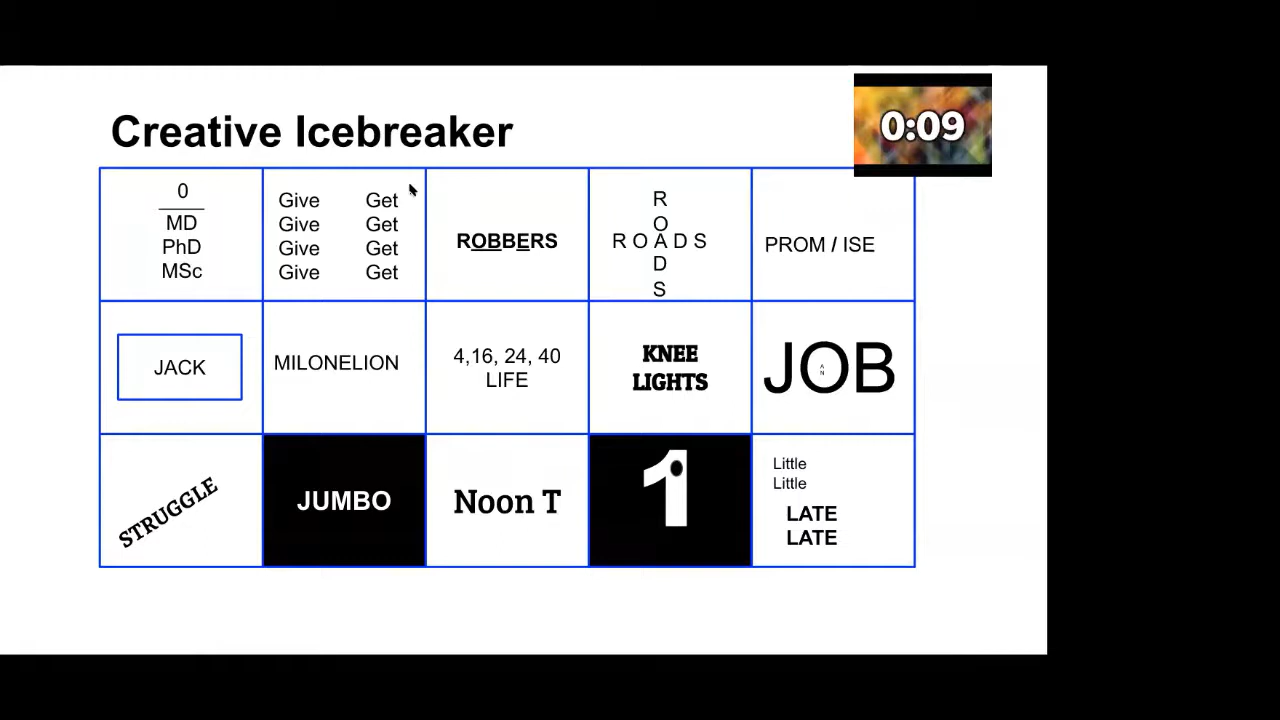 Creative Icebreaker
0:09
0
MD
PhD
MSc
Give Get
Give Get
Give Get
Give Get
ROBBERS
R
O
R O A D S
D
S
PROM / ISE
JACK
MILONELION
4,16, 24, 40
LIFE
KNEE
LIGHTS
JOB
A
N
STRUGGLE
JUMBO
Noon T
1
Little
Little
LATE
LATE